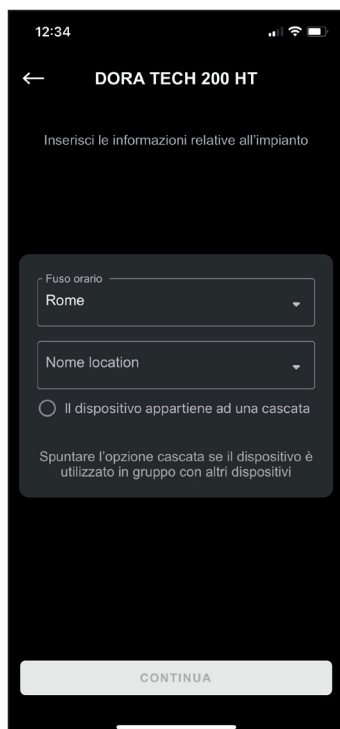 12:34
DORA TECH 200 HT
Inserisci le informazioni relative all'impianto
Fuso orario
Rome
Nome location
Il dispositivo appartiene ad una cascata
Spuntare l'opzione cascata se il dispositivo è
utilizzato in gruppo con altri dispositivi
CONTINUA